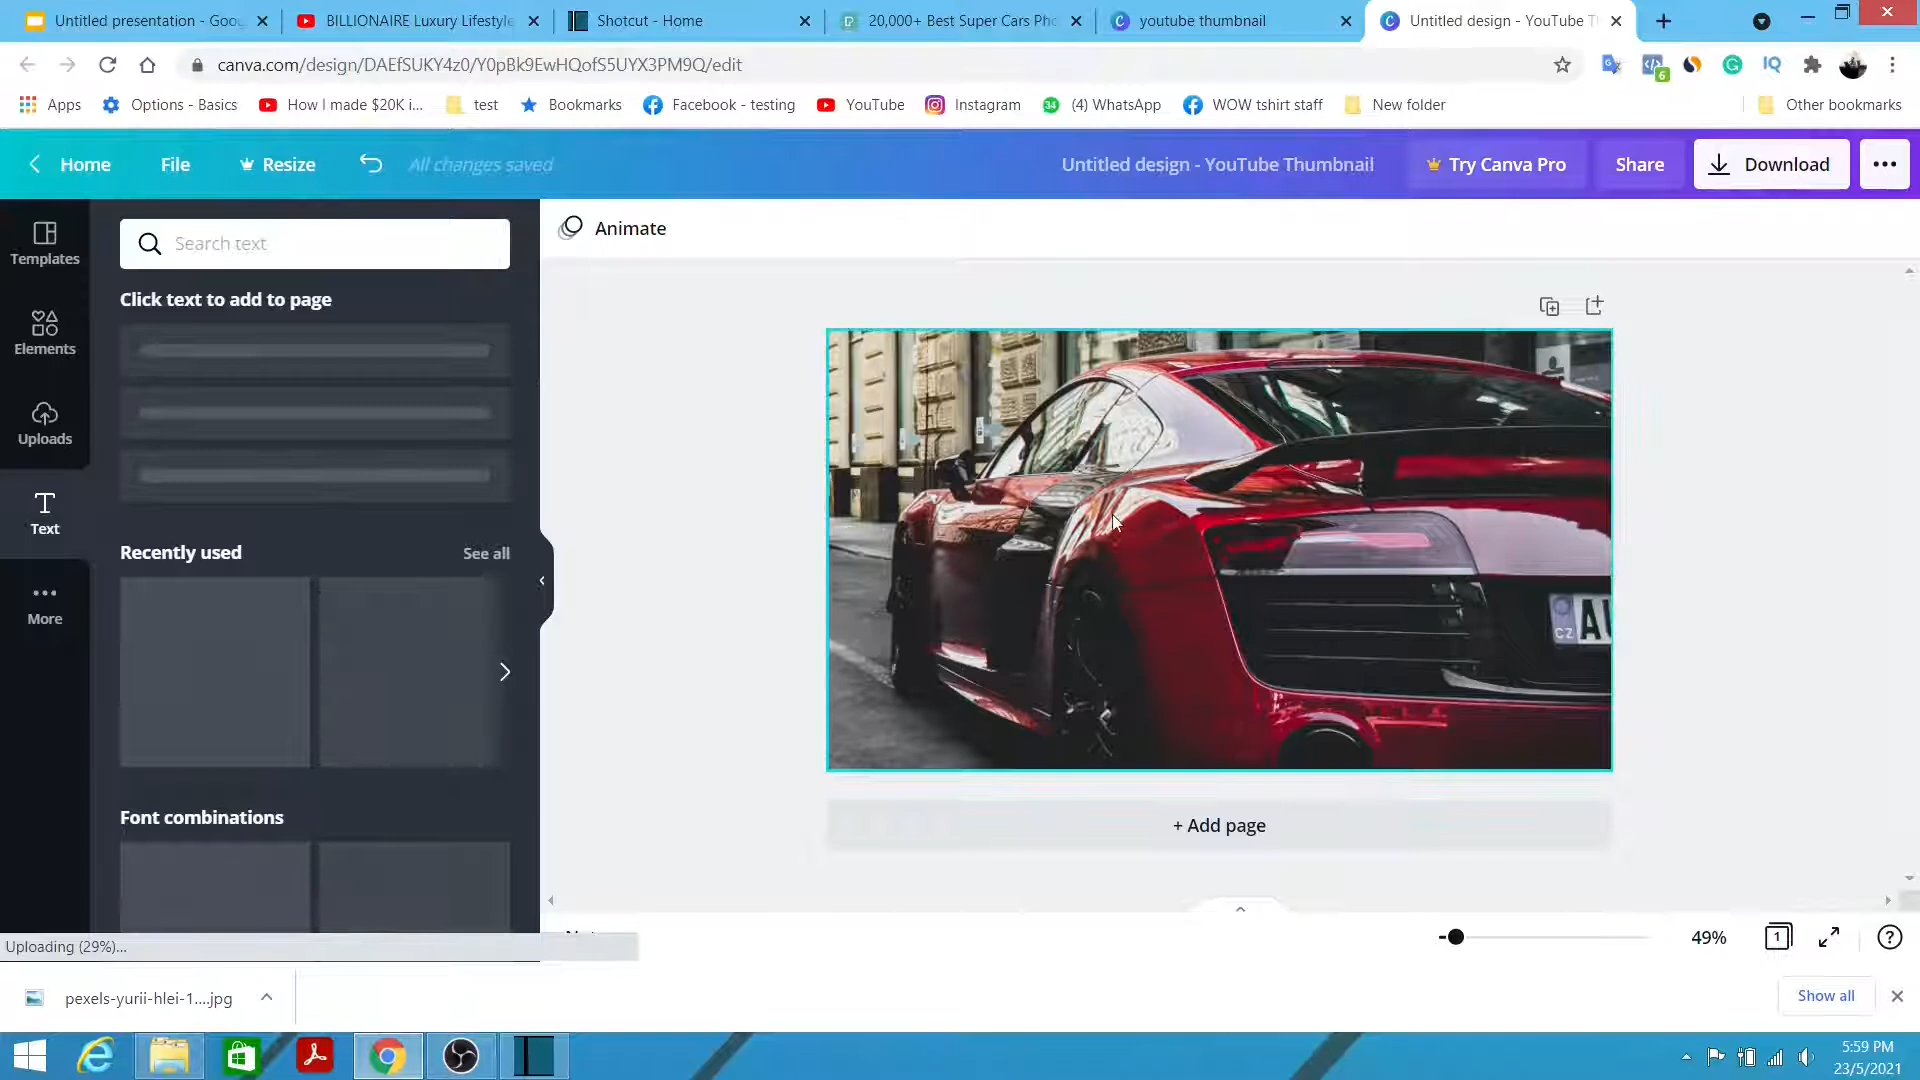 Untitled presentation - Goog
BILLIONAIRE Luxury Lifestyle
Shotcut - Home
20,000+ Best Super Cars Pho
youtube thumbnail
Untitled design - YouTube T
canva.com/design/DAEfSUKY4z0/Y0pBk9EwHQofS5UYX3PM9Q/edit
6
Apps
Options - Basics
How I made $20K i...
test
Bookmarks
Facebook - testing
YouTube
Instagram
34
(4) WhatsApp
WOW tshirt staff
New folder
Other bookmarks
Home
File
Resize
All changes saved
Untitled design - YouTube Thumbnail
Try Canva Pro
Share
Download
Templates
Search text
Animate
Click text to add to page
Elements
Uploads
Text
Recently used
See all
More
CZ
Font combinations
+ Add page
Uploading (29%)...
49%
1
pexels-yurii-hlei-1....jpg
Show all
5:59 PM
23/5/2021